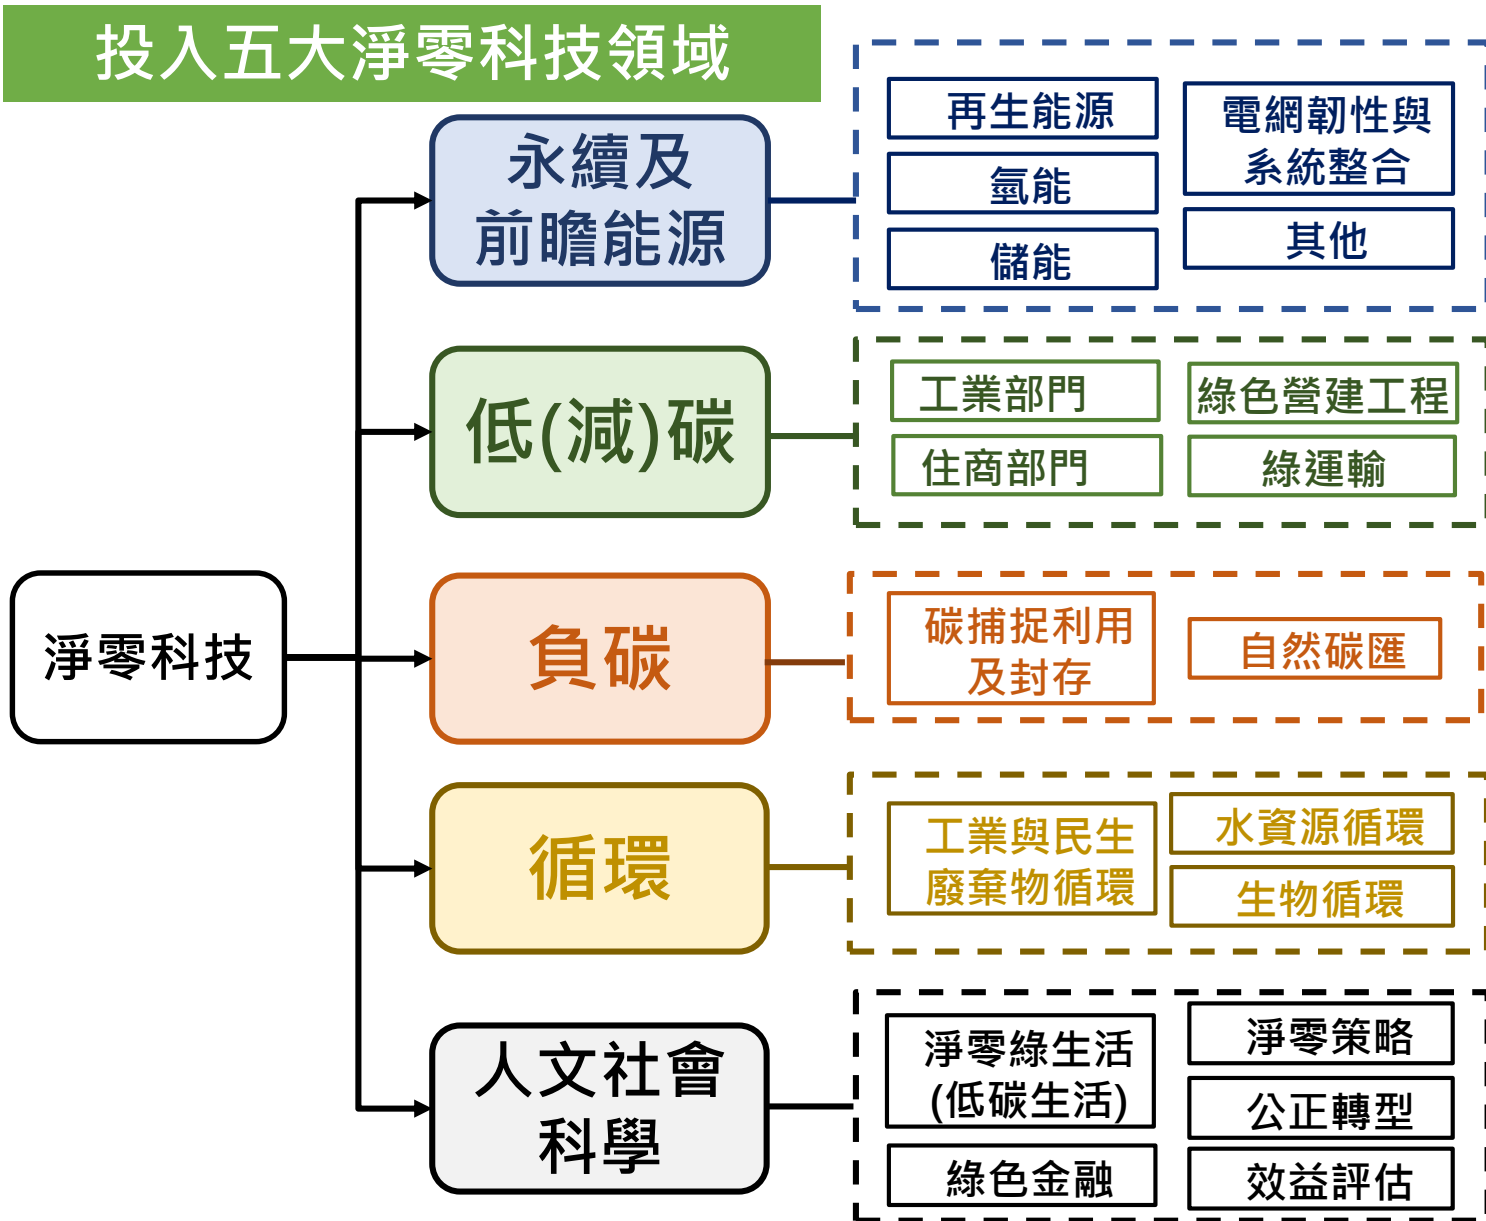 投入五大淨零科技領域
淨零科技
永續及
前瞻能源
再生能源
氫能
儲能
電網韌性與
系統整合
其他
低(減)碳
工業部門
住商部門
綠色營建工程
綠運輸
負碳
碳捕捉利用
及封存
自然碳匯
循環
工業與民生
廢棄物循環
水資源循環
生物循環
人文社會
科學
淨零綠生活
(低碳生活)
綠色金融
淨零策略
公正轉型
效益評估